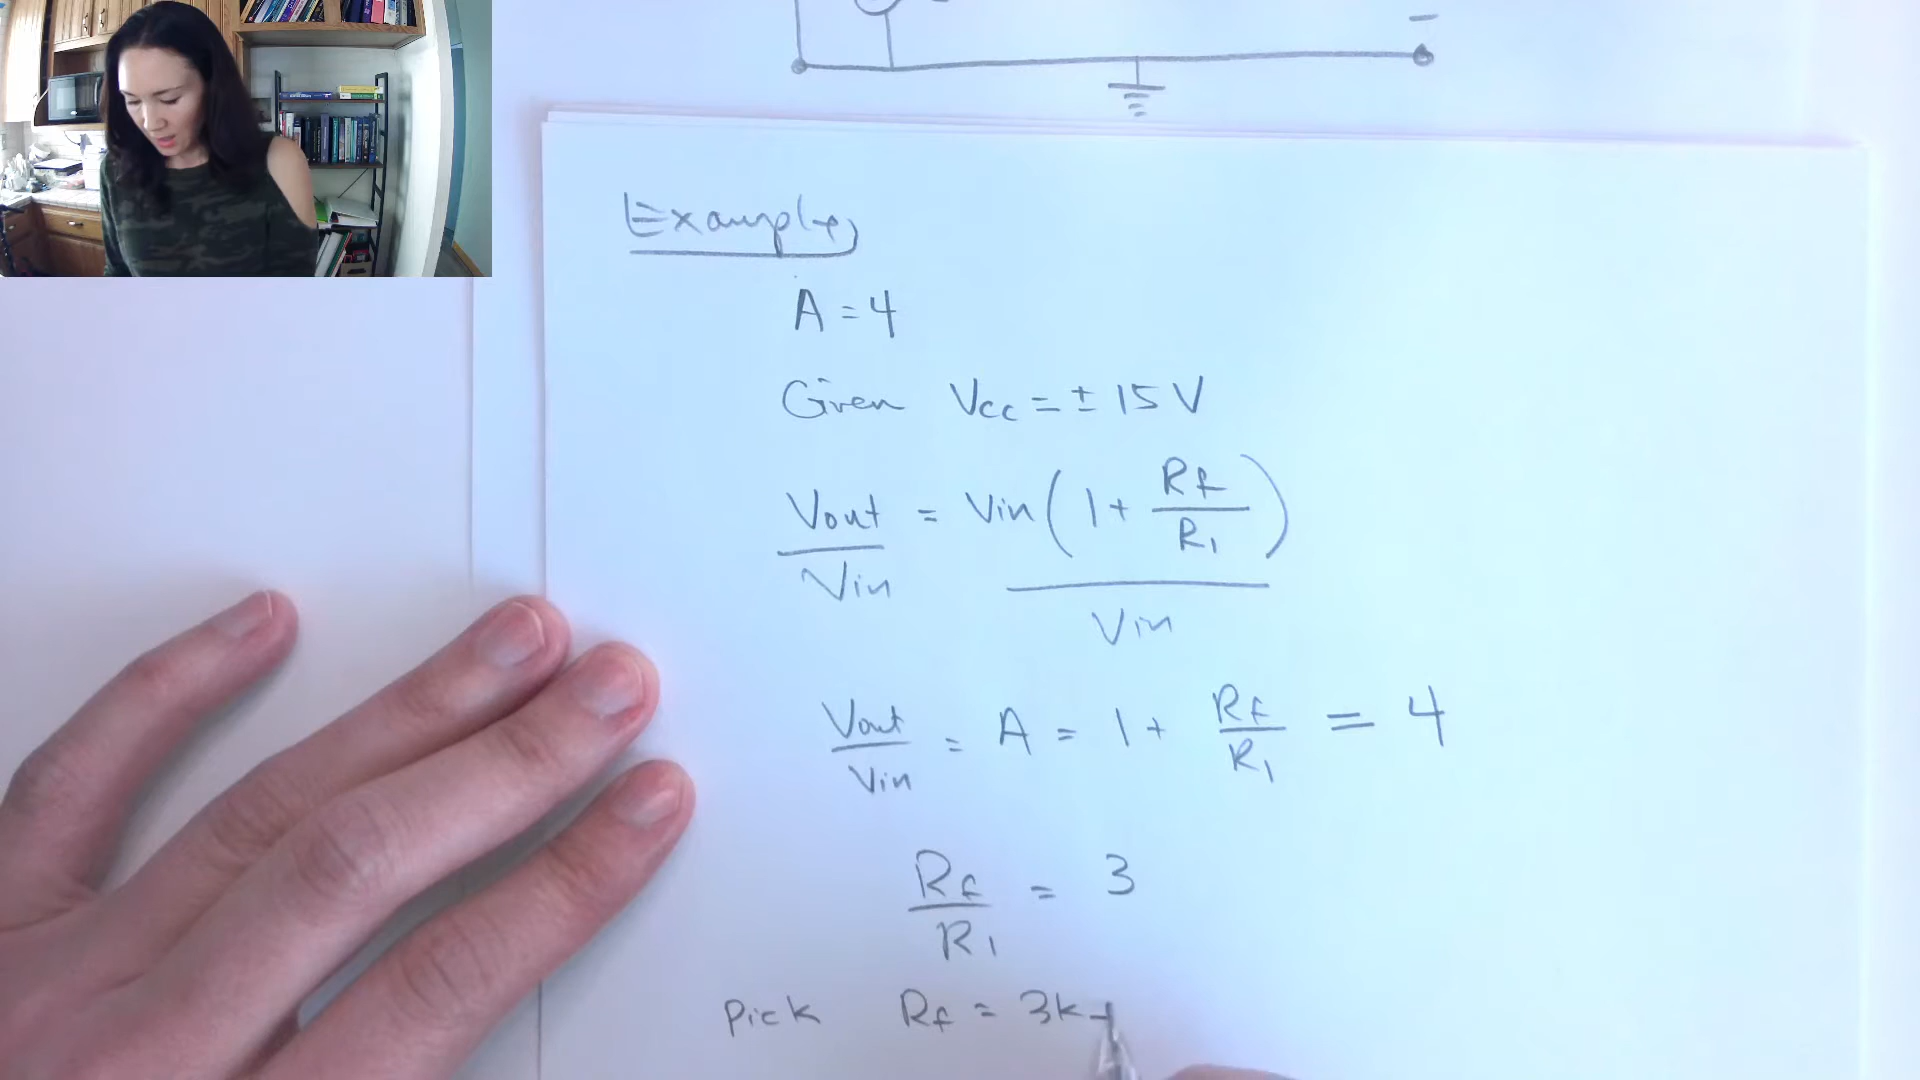 Example
A = 4
Given Vcc = ± 15 V
Vout/Vin = Vin(1 + Rf/R1)/Vin
Vout/Vin = A = 1 + Rf/R1 = 4
Rf/R1 = 3
Pick Rf = 3k